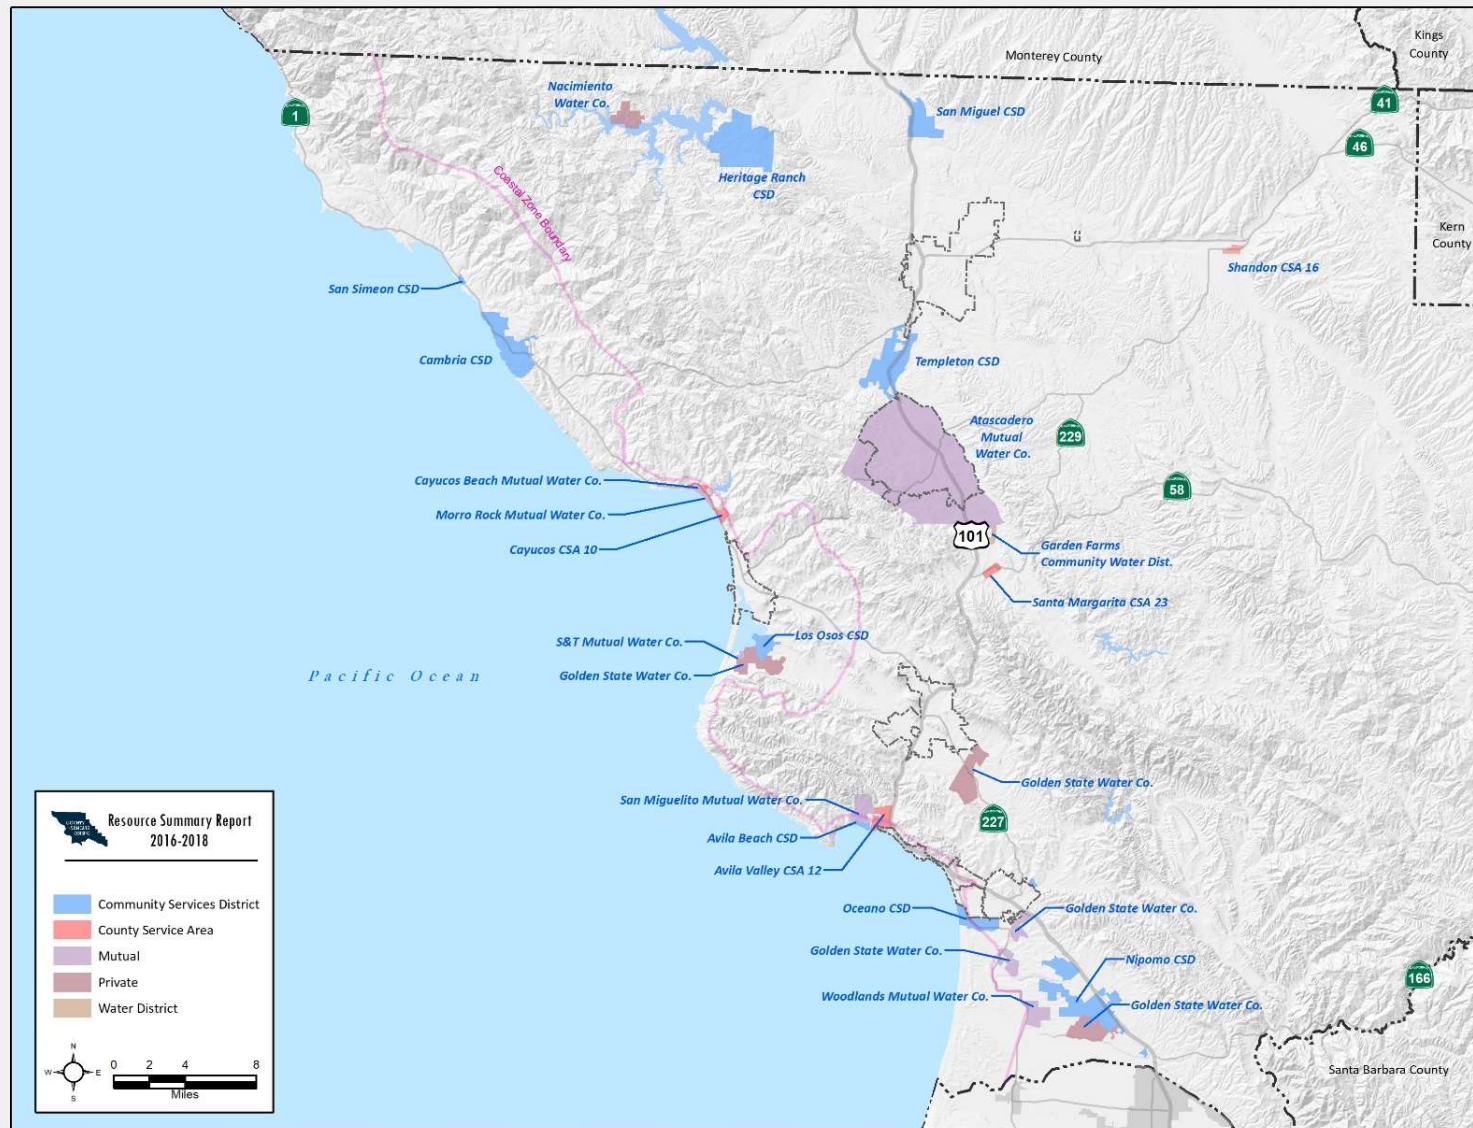 Monterey County
Kings
County
1
41
46
Nacimiento
Water Co.
San Miguel CSD
Heritage Ranch
CSD
Coastal Zone Boundary
Kern
County
Shandon CSA 16
San Simeon CSD
Cambria CSD
Templeton CSD
Atascadero
Mutual
Water Co.
229
58
Cayucos Beach Mutual Water Co.
Morro Rock Mutual Water Co.
Cayucos CSA 10
101
Garden Farms
Community Water Dist.
Santa Margarita CSA 23
S&T Mutual Water Co.
Los Osos CSD
Golden State Water Co.
Pacific Ocean
Golden State Water Co.
San Miguelito Mutual Water Co.
227
Avila Beach CSD
Avila Valley CSA 12
Oceano CSD
Golden State Water Co.
Golden State Water Co.
Nipomo CSD
Woodlands Mutual Water Co.
Golden State Water Co.
166
Santa Barbara County
Resource Summary Report
2016-2018
Community Services District
County Service Area
Mutual
Private
Water District
N
W E
S
0 2 4 8
Miles